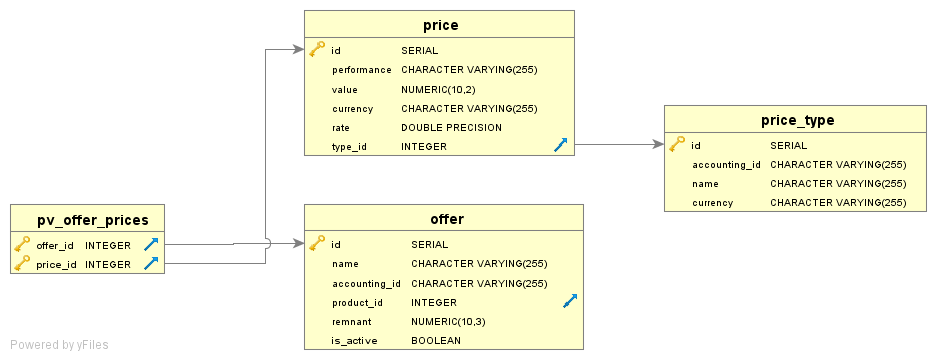 price
id SERIAL
performance CHARACTER VARYING(255)
value NUMERIC(10,2)
currency CHARACTER VARYING(255)
rate DOUBLE PRECISION
type_id INTEGER
price_type
id SERIAL
accounting_id CHARACTER VARYING(255)
name CHARACTER VARYING(255)
currency CHARACTER VARYING(255)
pv_offer_prices
offer_id INTEGER
price_id INTEGER
offer
id SERIAL
name CHARACTER VARYING(255)
accounting_id CHARACTER VARYING(255)
product_id INTEGER
remnant NUMERIC(10,3)
is_active BOOLEAN
Powered by yFiles